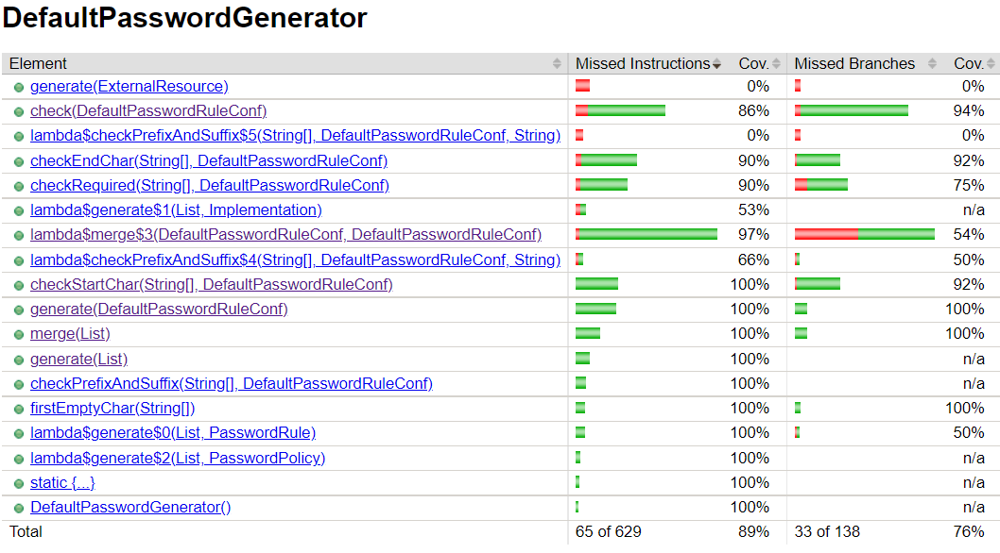 DefaultPasswordGenerator
Element Missed Instructions Cov. Missed Branches Cov.
generate(ExternalResource) 0% 0%
check(DefaultPasswordRuleConf) 86% 94%
lambda$checkPrefixAndSuffix$5(String[], DefaultPasswordRuleConf, String) 0% 0%
checkEndChar(String[], DefaultPasswordRuleConf) 90% 92%
checkRequired(String[], DefaultPasswordRuleConf) 90% 75%
lambda$generate$1(List, Implementation) 53% n/a
lambda$merge$3(DefaultPasswordRuleConf, DefaultPasswordRuleConf) 97% 54%
lambda$checkPrefixAndSuffix$4(String[], DefaultPasswordRuleConf, String) 66% 50%
checkStartChar(String[], DefaultPasswordRuleConf) 100% 92%
generate(DefaultPasswordRuleConf) 100% 100%
merge(List) 100% 100%
generate(List) 100% n/a
checkPrefixAndSuffix(String[], DefaultPasswordRuleConf) 100% n/a
firstEmptyChar(String[]) 100% 100%
lambda$generate$0(List, PasswordRule) 100% 50%
lambda$generate$2(List, PasswordPolicy) 100% n/a
static {...} 100% n/a
DefaultPasswordGenerator() 100% n/a
Total 65 of 629 89% 33 of 138 76%